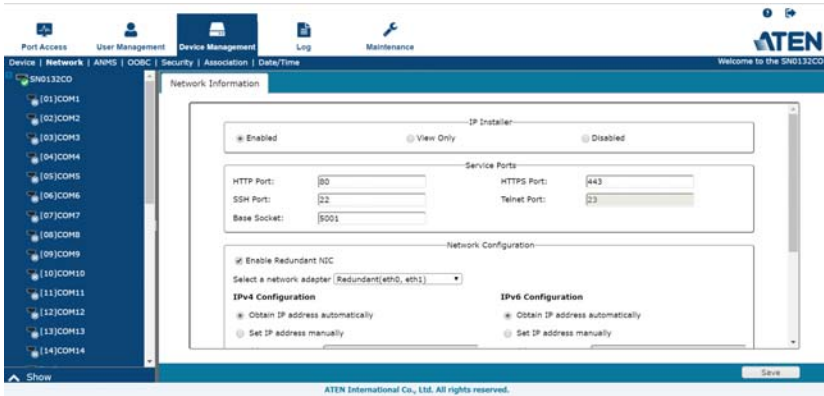 Port Access
User Management
Device Management
Log
Maintenance
ATEN
Device | Network | ANMS | OOBC | Security | Association | Date/Time
Welcome to the SN0132CO
SN0132CO
[01]COM1
[02]COM2
[03]COM3
[04]COM4
[05]COM5
[06]COM6
[07]COM7
[08]COM8
[09]COM9
[10]COM10
[11]COM11
[12]COM12
[13]COM13
[14]COM14
Show
Network Information
IP Installer
Enabled
View Only
Disabled
Service Ports
HTTP Port: 80
HTTPS Port: 443
SSH Port: 22
Telnet Port: 23
Base Socket: 5001
Network Configuration
Enable Redundant NIC
Select a network adapter Redundant(eth0, eth1)
IPv4 Configuration
IPv6 Configuration
Obtain IP address automatically
Obtain IP address automatically
Set IP address manually
Set IP address manually
Save
ATEN International Co., Ltd. All rights reserved.